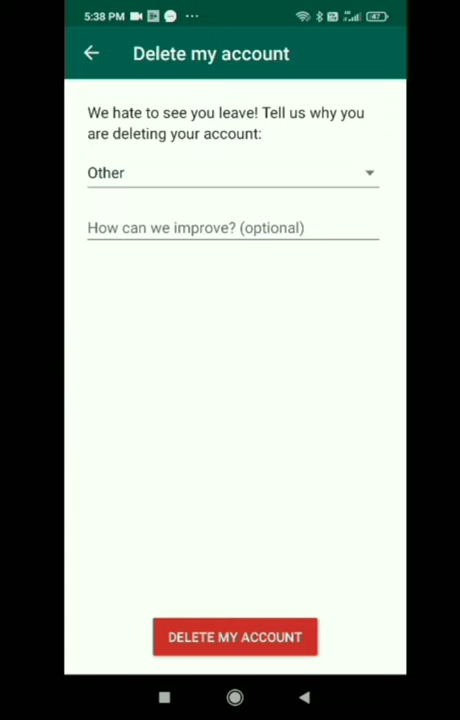 5:38 PM
Delete my account
We hate to see you leave! Tell us why you
are deleting your account:
Other
How can we improve? (optional)
DELETE MY ACCOUNT